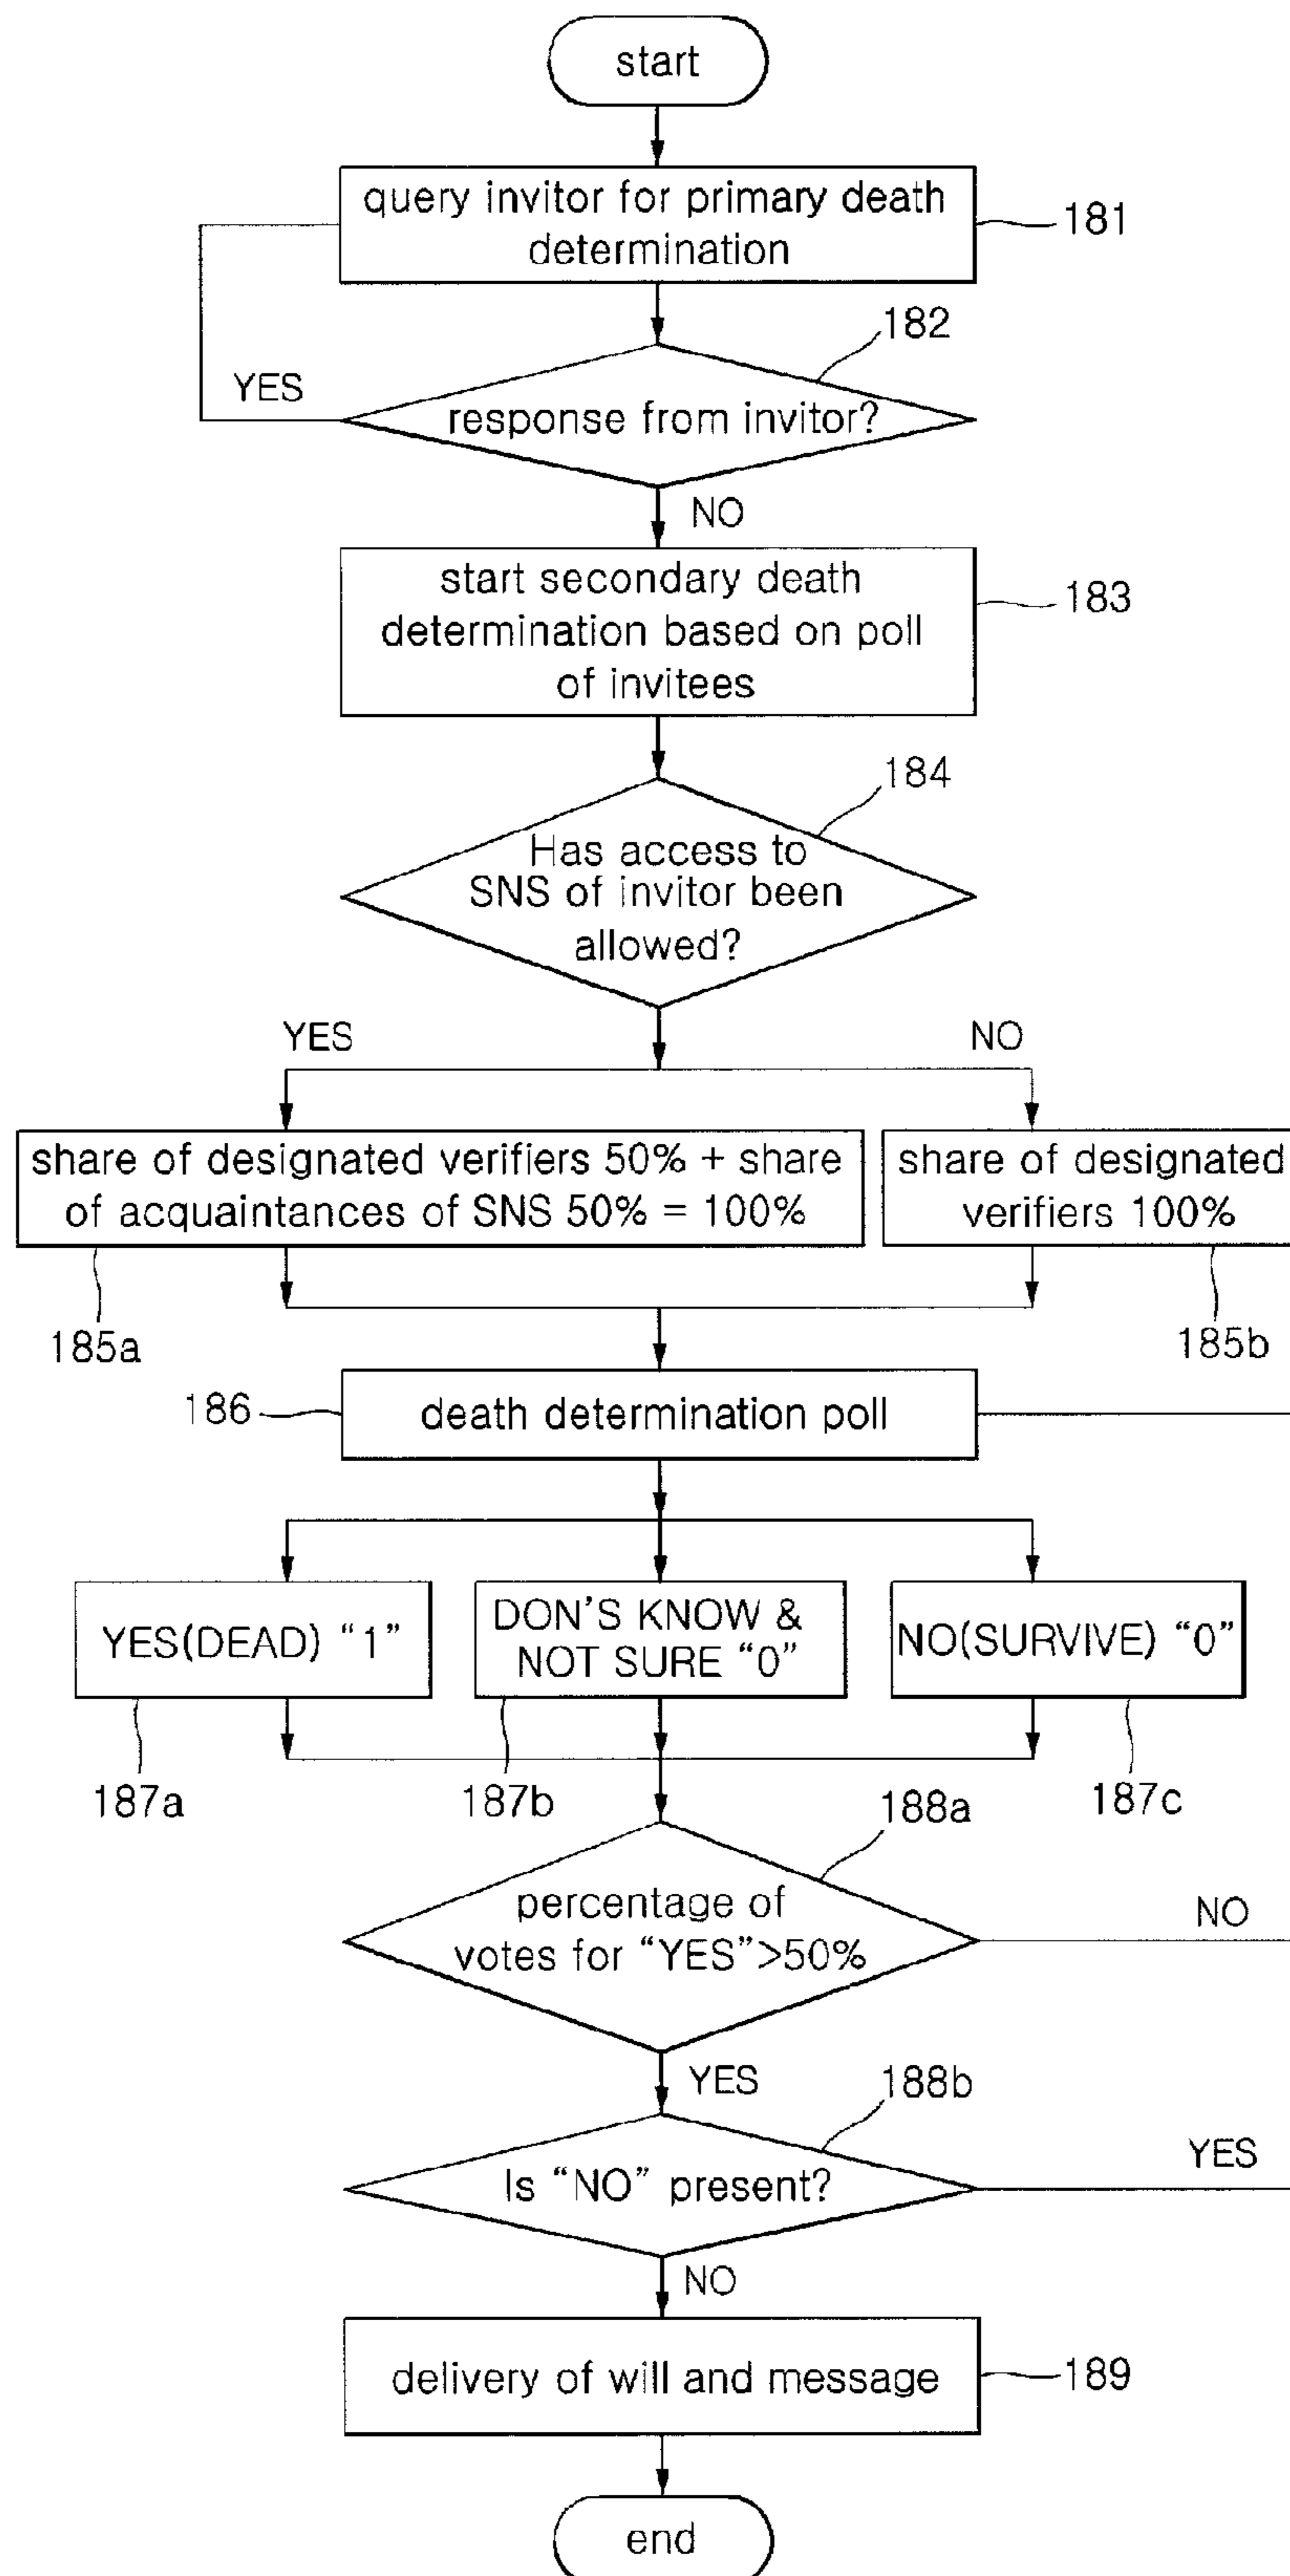 start
query invitor for primary death
determination
181
182
YES
response from invitor?
NO
start secondary death
determination based on poll
of invitees
183
184
Has access to
SNS of invitor been
allowed?
YES
NO
share of designated verifiers 50% + share
of acquaintances of SNS 50% = 100%
share of designated
verifiers 100%
185a
185b
186
death determination poll
YES(DEAD) “1”
DON'S KNOW &
NOT SURE “0”
NO(SURVIVE) “0”
187a
187b
187c
188a
percentage of
votes for “YES”>50%
NO
YES
188b
Is “NO” present?
YES
NO
delivery of will and message
189
end